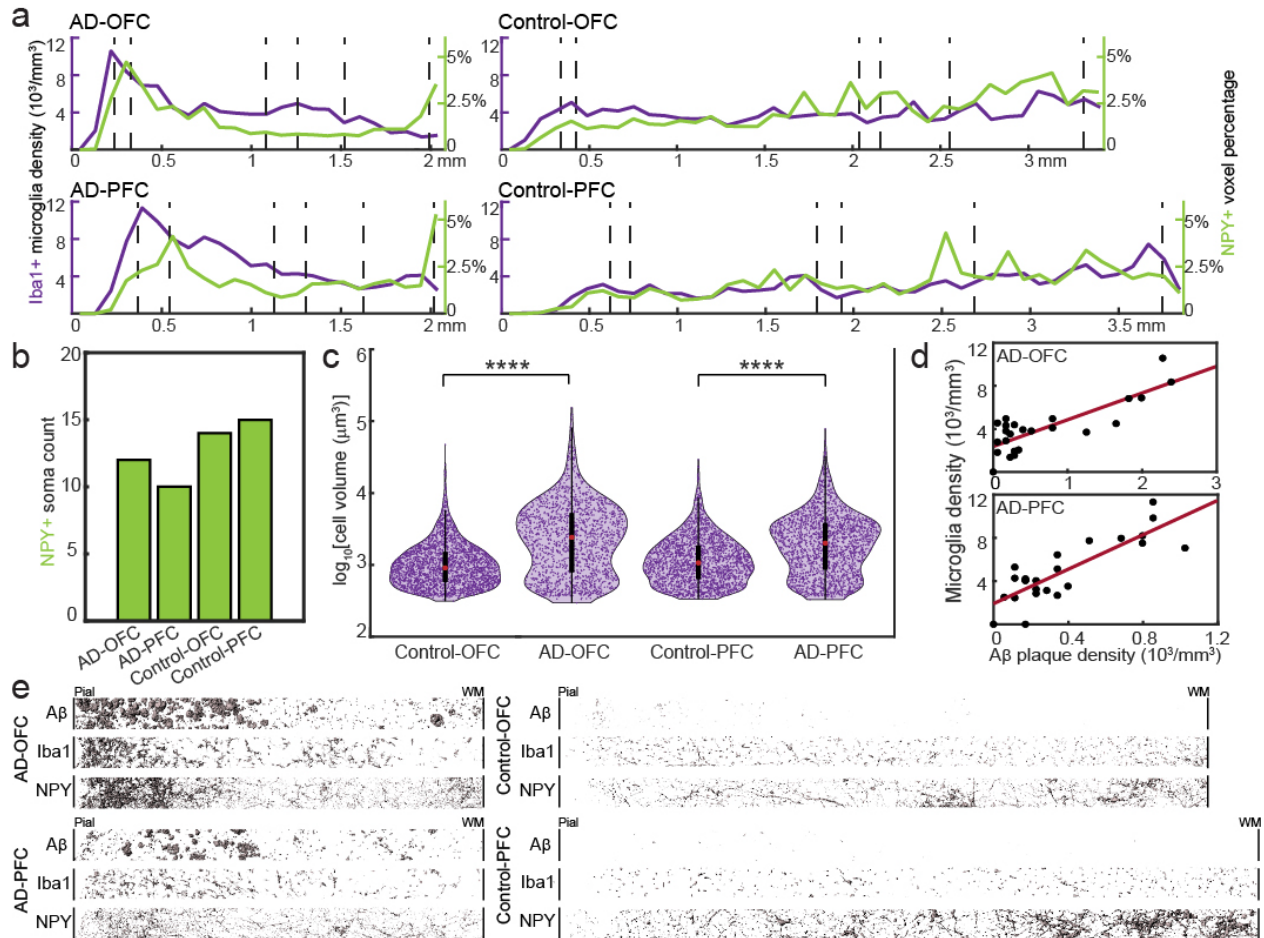 a
AD-OFC
Control-OFC
12
8
4
5%
2.5%
0
0.5
1
1.5
2 mm
12
8
4
5%
2.5%
0
0.5
1
1.5
2
2.5
3 mm
AD-PFC
Control-PFC
12
8
4
5%
2.5%
0
0.5
1
1.5
2 mm
12
8
4
5%
2.5%
0
0.5
1
1.5
2
2.5
3
3.5 mm
Iba1+ microglia density (10³/mm³)
NPY+ voxel percentage
b
NPY+ soma count
20
15
10
5
0
AD-OFC
AD-PFC
Control-OFC
Control-PFC
c
log₁₀[cell volume (μm³)]
6
5
4
3
2
****
****
Control-OFC
AD-OFC
Control-PFC
AD-PFC
d
Microglia density (10³/mm³)
AD-OFC
12
8
4
0
1
2
3
AD-PFC
12
8
4
0
0.4
0.8
1.2
Aβ plaque density (10³/mm³)
e
AD-OFC
Pial
WM
Aβ
Iba1
NPY
Control-OFC
Pial
WM
Aβ
Iba1
NPY
AD-PFC
Pial
WM
Aβ
Iba1
NPY
Control-PFC
Pial
WM
Aβ
Iba1
NPY